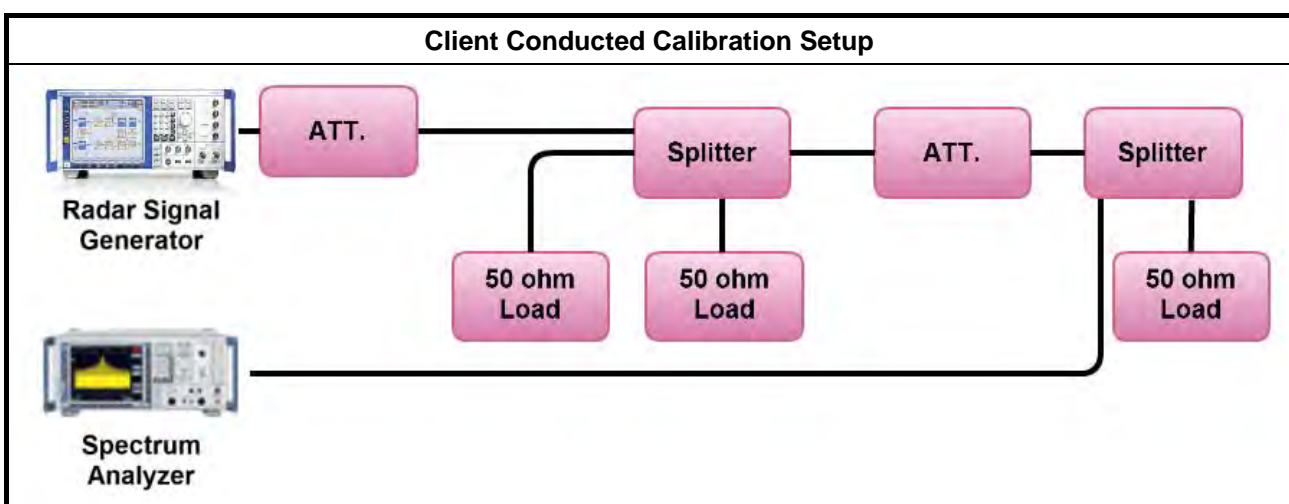 Client Conducted Calibration Setup
ATT.
Splitter
ATT.
Splitter
Radar Signal
Generator
50 ohm
Load
50 ohm
Load
50 ohm
Load
Spectrum
Analyzer